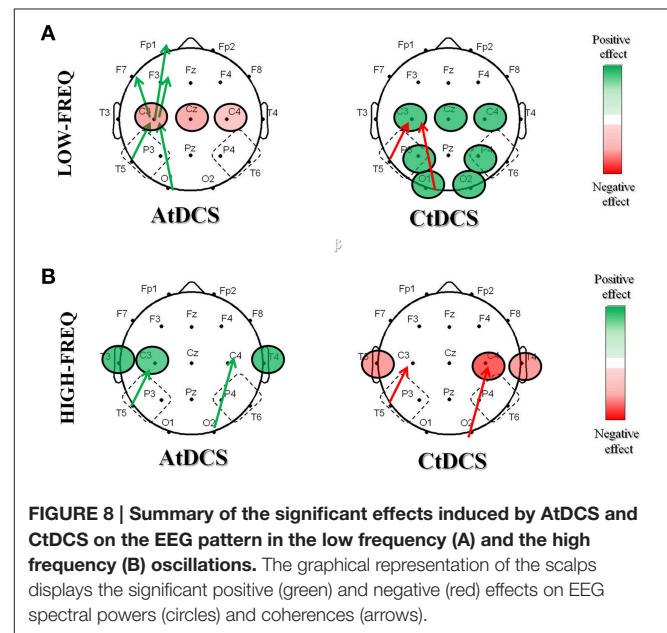 A
LOW-FREQ
Fp1 Fp2
F7 F3 Fz F4 F8
T3 C3 Cz C4 T4
T5 P3 Pz P4 T6
O1 O2
AtDCS
Fp1 Fp2
F7 F3 Fz F4 F8
T3 C3 Cz C4 T4
T5 P3 Pz P4 T6
O1 O2
CtDCS
Positive
effect
Negative
effect
β
B
HIGH-FREQ
Fp1 Fp2
F7 F3 Fz F4 F8
T3 C3 Cz C4 T4
T5 P3 Pz P4 T6
O1 O2
AtDCS
Fp1 Fp2
F7 F3 Fz F4 F8
T3 C3 Cz C4 T4
T5 P3 Pz P4 T6
O1 O2
CtDCS
Positive
effect
Negative
effect
FIGURE 8 | Summary of the significant effects induced by AtDCS and
CtDCS on the EEG pattern in the low frequency (A) and the high
frequency (B) oscillations. The graphical representation of the scalps
displays the significant positive (green) and negative (red) effects on EEG
spectral powers (circles) and coherences (arrows).